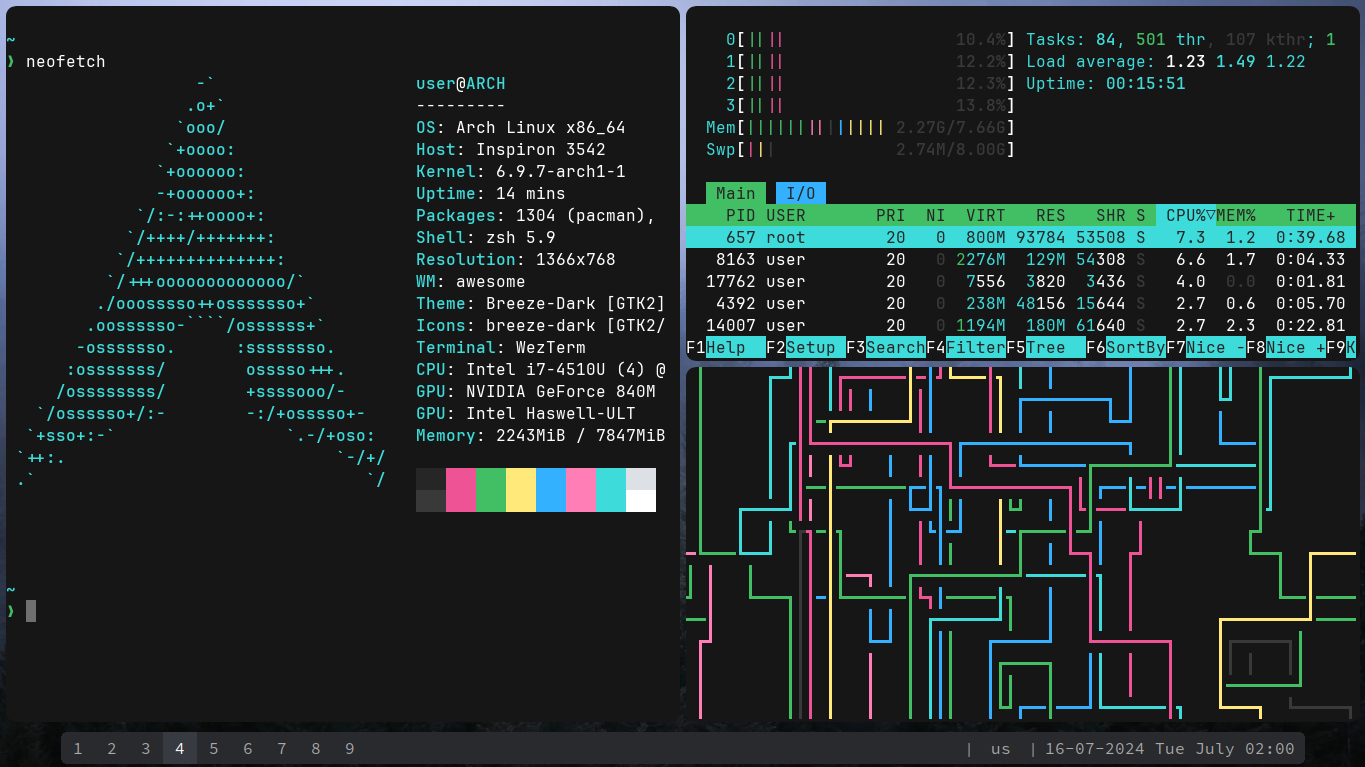 ~
❯ neofetch
-`
.o+`
`ooo/
`+oooo:
`+oooooo:
-+oooooo+:
`/:-:++oooo+:
`/++++/+++++++:
`/++++++++++++++:
`/+++ooooooooooooo/`
./ooosssso++osssssso+`
.oossssso-````/ossssss+`
-osssssso.      :ssssssso.
:osssssss/        osssso+++.
/ossssssss/        +ssssooo/-
`/ossssso+/:-        -:/+osssso+-
`+sso+:-`                 `.-/+oso:
`++:.                           `-/+/
.`                                 `/
user@ARCH
---------
OS: Arch Linux x86_64
Host: Inspiron 3542
Kernel: 6.9.7-arch1-1
Uptime: 14 mins
Packages: 1304 (pacman),
Shell: zsh 5.9
Resolution: 1366x768
WM: awesome
Theme: Breeze-Dark [GTK2]
Icons: breeze-dark [GTK2/
Terminal: WezTerm
CPU: Intel i7-4510U (4) @
GPU: NVIDIA GeForce 840M
GPU: Intel Haswell-ULT
Memory: 2243MiB / 7847MiB
~
❯
0[|| || 10.4%] Tasks: 84, 501 thr, 107 kthr; 1
1[|| || 12.2%] Load average: 1.23 1.49 1.22
2[|| || 12.3%] Uptime: 00:15:51
3[|| || 13.8%]
Mem[|||||||||||||| 2.27G/7.66G]
Swp[||| 2.74M/8.00G]
Main I/O
PID USER PRI NI VIRT RES SHR S CPU%▽MEM% TIME+
657 root 20 0 800M 93784 53508 S 7.3 1.2 0:39.68
8163 user 20 0 2276M 129M 54308 S 6.6 1.7 0:04.33
17762 user 20 0 7556 3820 3436 S 4.0 0.0 0:01.81
4392 user 20 0 238M 48156 15644 S 2.7 0.6 0:05.70
14007 user 20 0 1194M 180M 61640 S 2.7 2.3 0:22.81
F1Help F2Setup F3SearchF4FilterF5Tree F6SortByF7Nice -F8Nice +F9K
1 2 3 4 5 6 7 8 9
| us | 16-07-2024 Tue July 02:00